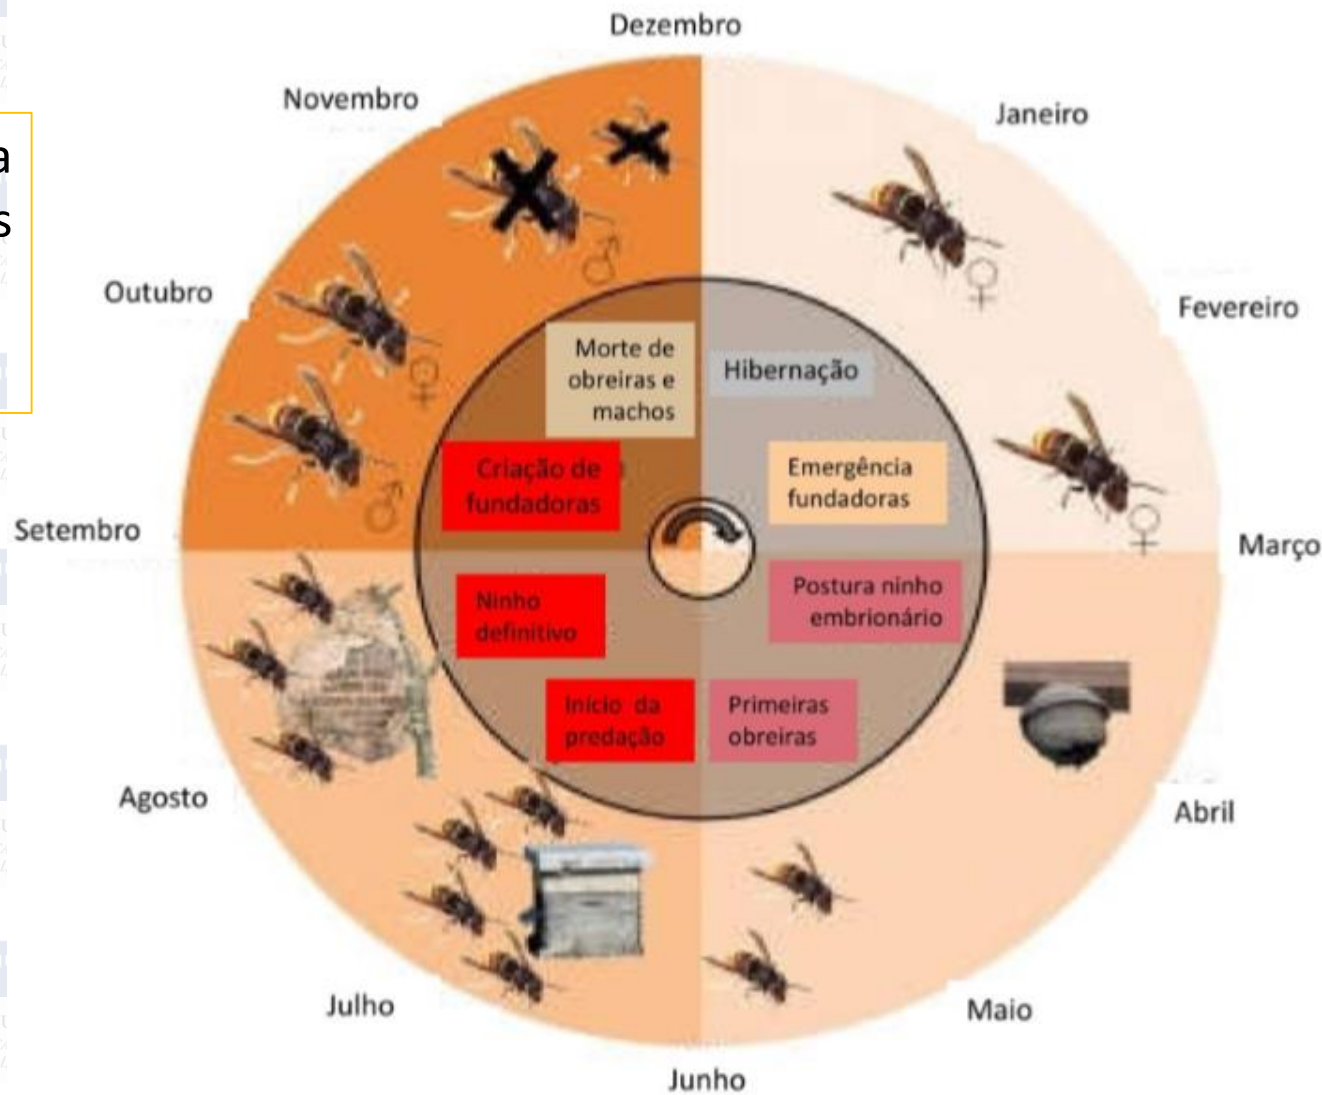 Dezembro
Novembro
Janeiro
a
s
Outubro
Fevereiro
Morte de
obreiras e
machos
Hibernação
Criação de
fundadoras
Emergência
fundadoras
Setembro
Março
Ninho
definitivo
Postura ninho
embrionário
Início da
predação
Primeiras
obreiras
Agosto
Abril
Julho
Maio
Junho